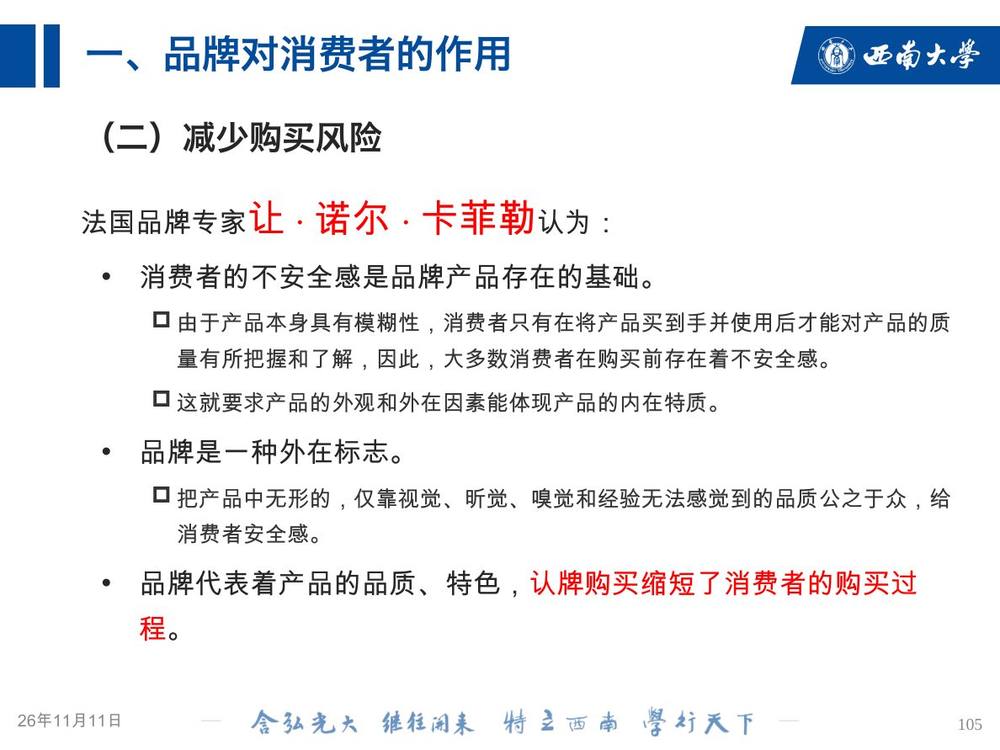 一、品牌对消费者的作用
西南大学
（二）减少购买风险
法国品牌专家让·诺尔·卡菲勒认为：
• 消费者的不安全感是品牌产品存在的基础。
由于产品本身具有模糊性，消费者只有在将产品买到手并使用后才能对产品的质
量有所把握和了解，因此，大多数消费者在购买前存在着不安全感。
这就要求产品的外观和外在因素能体现产品的内在特质。
• 品牌是一种外在标志。
把产品中无形的，仅靠视觉、昕觉、嗅觉和经验无法感觉到的品质公之于众，给
消费者安全感。
• 品牌代表着产品的品质、特色，认牌购买缩短了消费者的购买过
程。
26年11月11日
含弘光大 继往开来 特立西南 學行天下
105